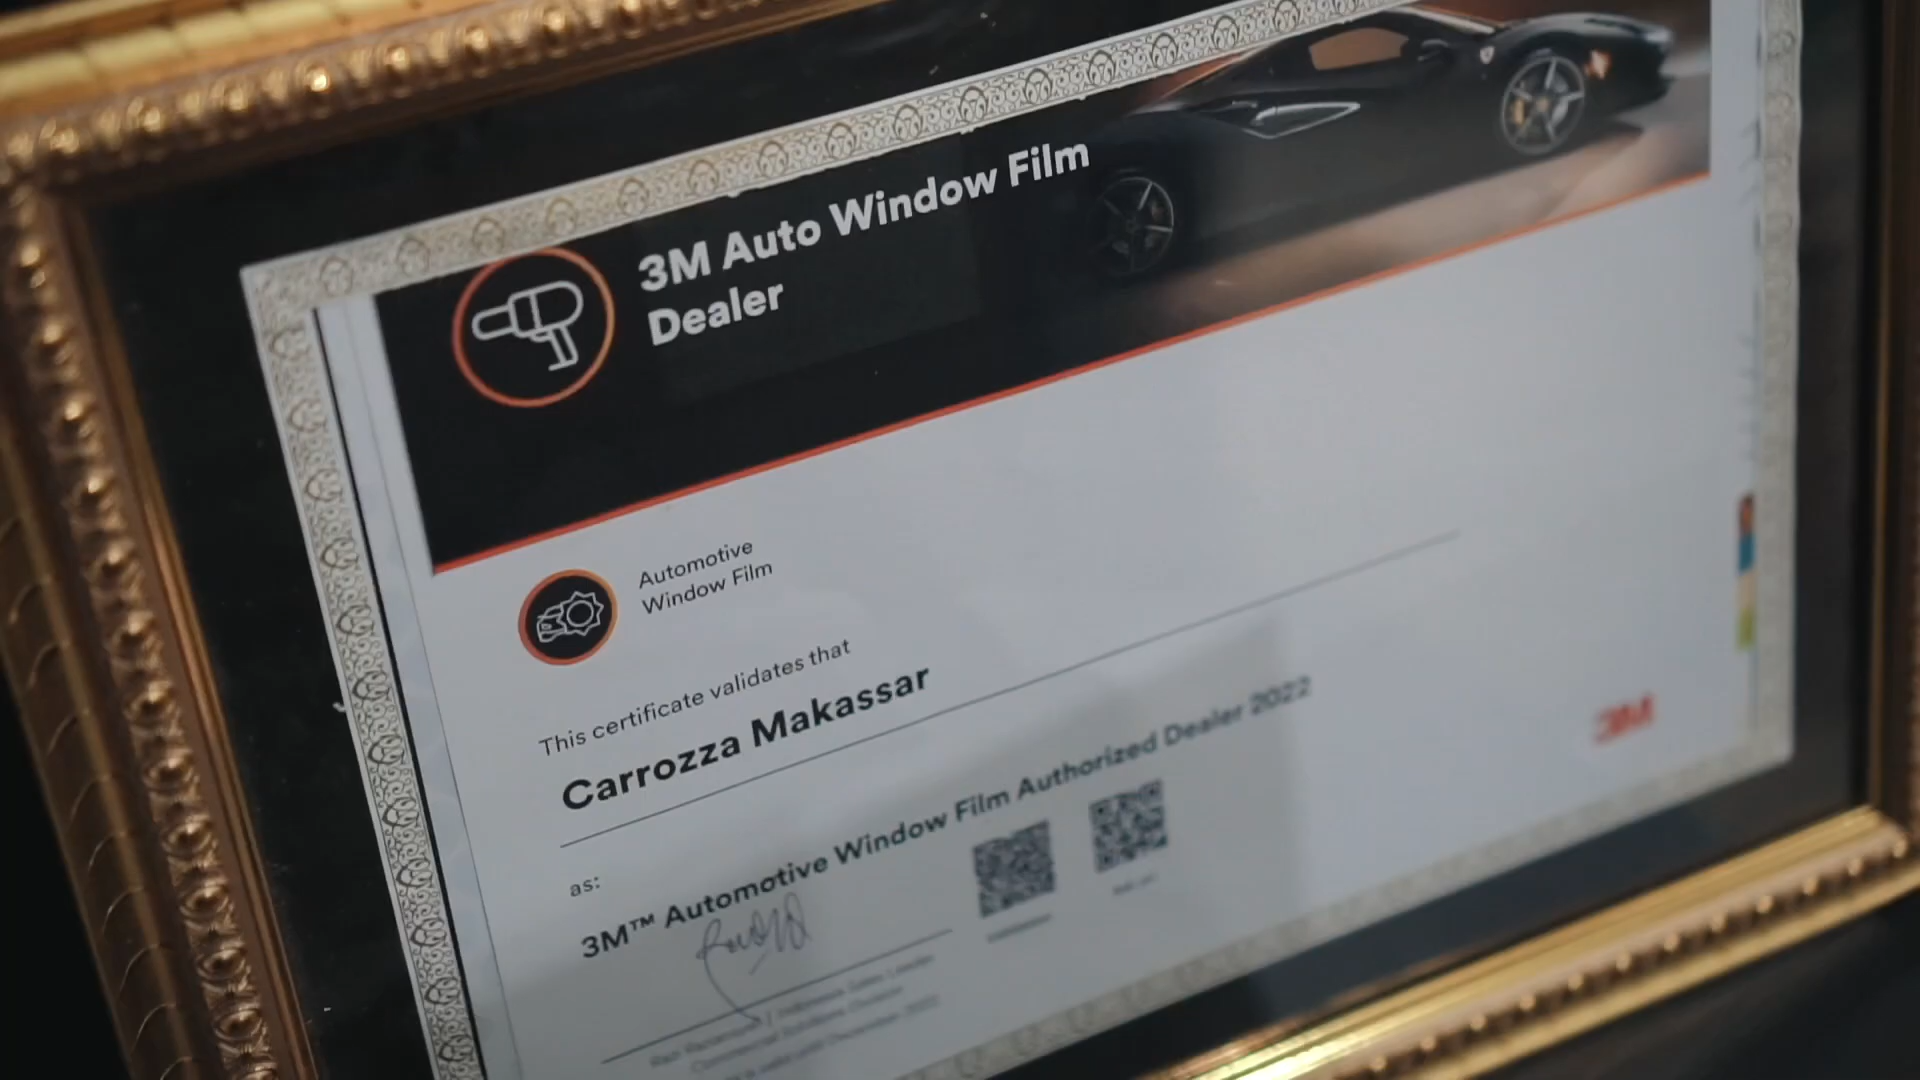 3M Auto Window Film
Dealer
Automotive
Window Film
This certificate validates that
Carrozza Makassar
as:
3M™ Automotive Window Film Authorized Dealer 2022
3M